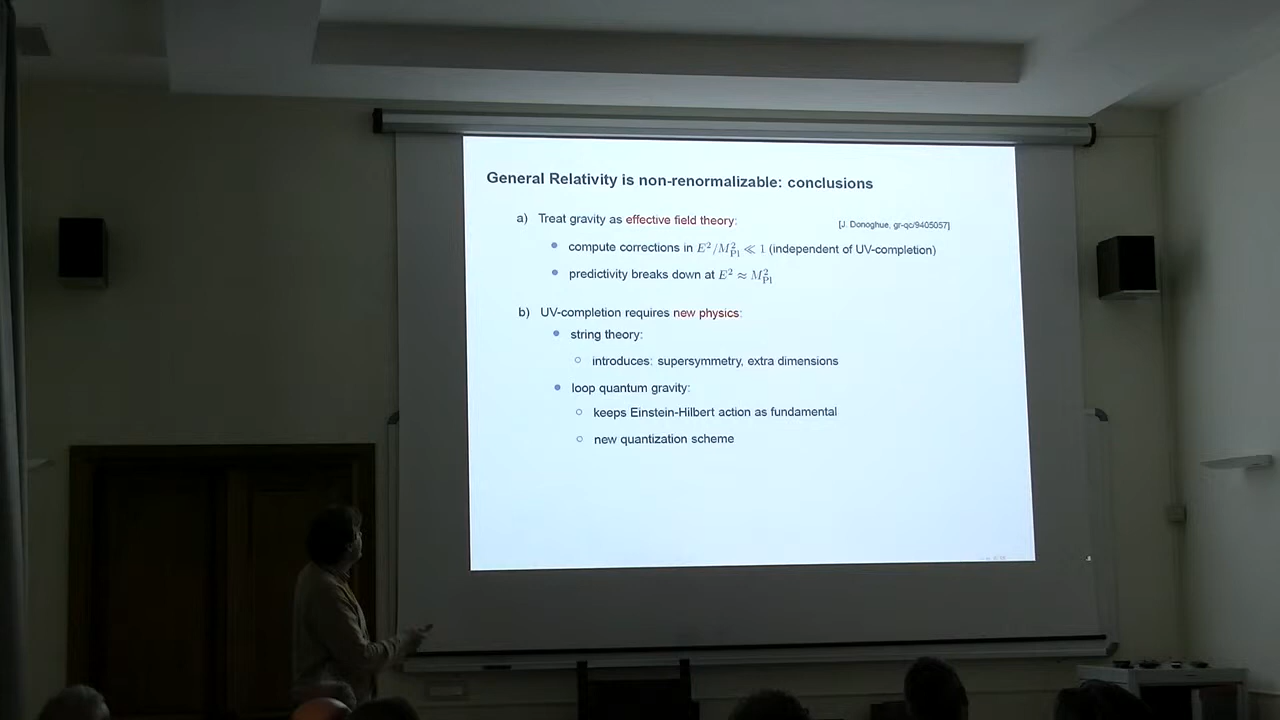 General Relativity is non-renormalizable: conclusions
a) Treat gravity as effective field theory: [J. Donoghue, gr-qc/9405057]
• compute corrections in E²/M²_Pl ≪ 1 (independent of UV-completion)
• predictivity breaks down at E² ≈ M²_Pl
b) UV-completion requires new physics:
• string theory:
○ introduces: supersymmetry, extra dimensions
• loop quantum gravity:
○ keeps Einstein-Hilbert action as fundamental
○ new quantization scheme